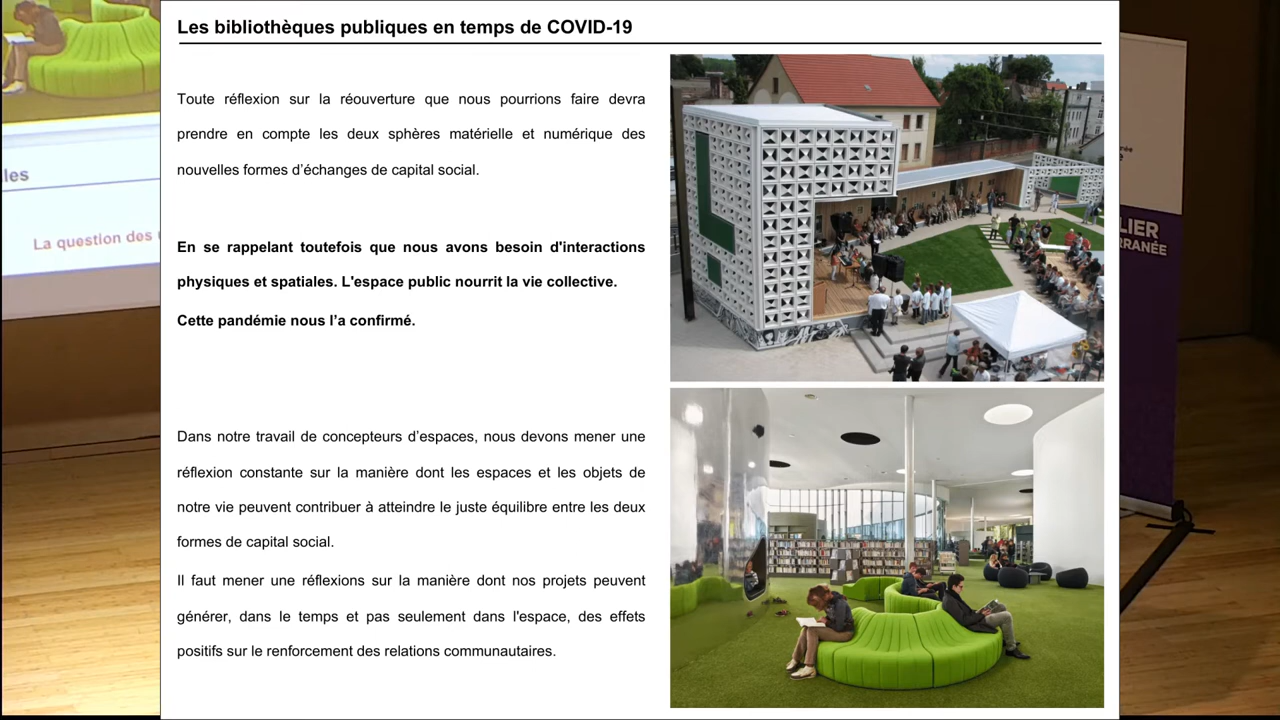 Les bibliothèques publiques en temps de COVID-19
Toute réflexion sur la réouverture que nous pourrions faire devra
prendre en compte les deux sphères matérielle et numérique des
nouvelles formes d’échanges de capital social.
En se rappelant toutefois que nous avons besoin d'interactions
physiques et spatiales. L'espace public nourrit la vie collective.
Cette pandémie nous l’a confirmé.
Dans notre travail de concepteurs d’espaces, nous devons mener une
réflexion constante sur la manière dont les espaces et les objets de
notre vie peuvent contribuer à atteindre le juste équilibre entre les deux
formes de capital social.
Il faut mener une réflexions sur la manière dont nos projets peuvent
générer, dans le temps et pas seulement dans l'espace, des effets
positifs sur le renforcement des relations communautaires.
La question des